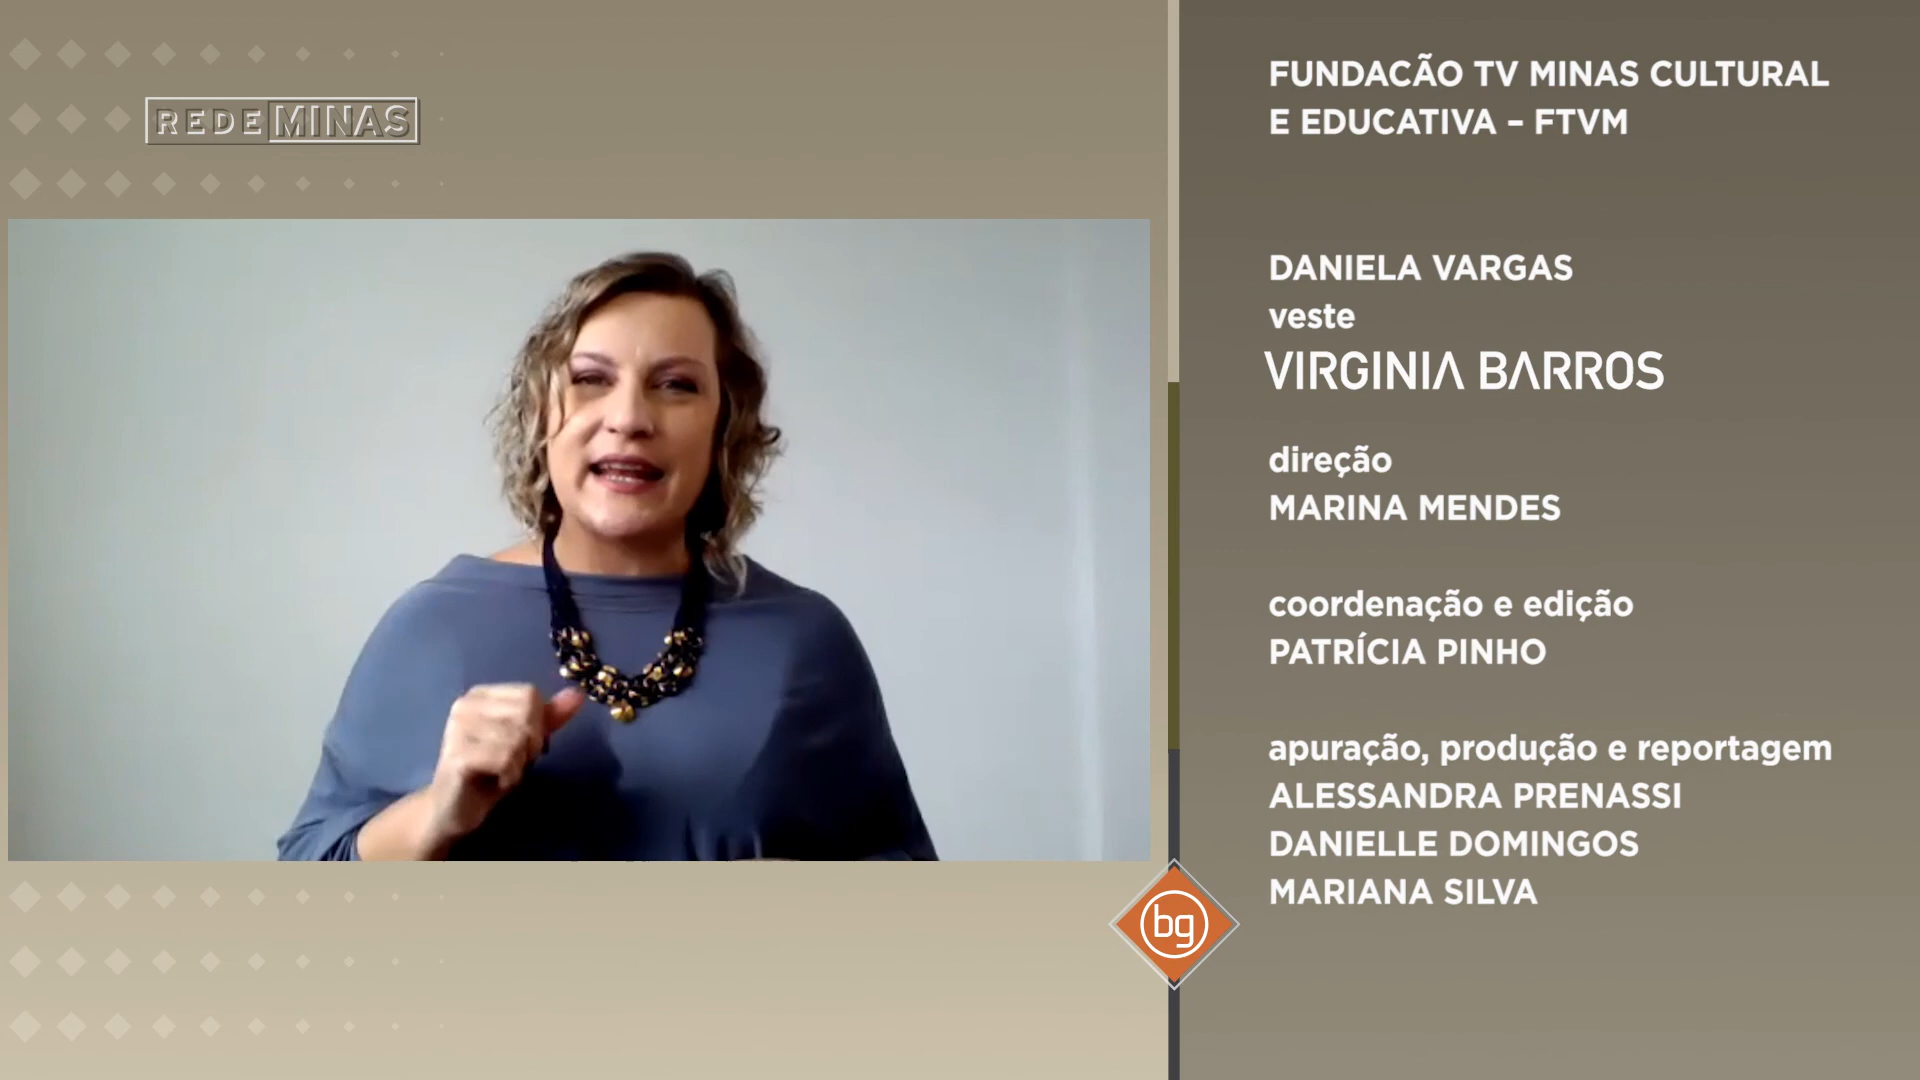 REDE MINAS
FUNDACÃO TV MINAS CULTURAL
E EDUCATIVA – FTVM
DANIELA VARGAS
veste
VIRGINIA BARROS
direção
MARINA MENDES
coordenação e edição
PATRÍCIA PINHO
apuração, produção e reportagem
ALESSANDRA PRENASSI
DANIELLE DOMINGOS
MARIANA SILVA
bg